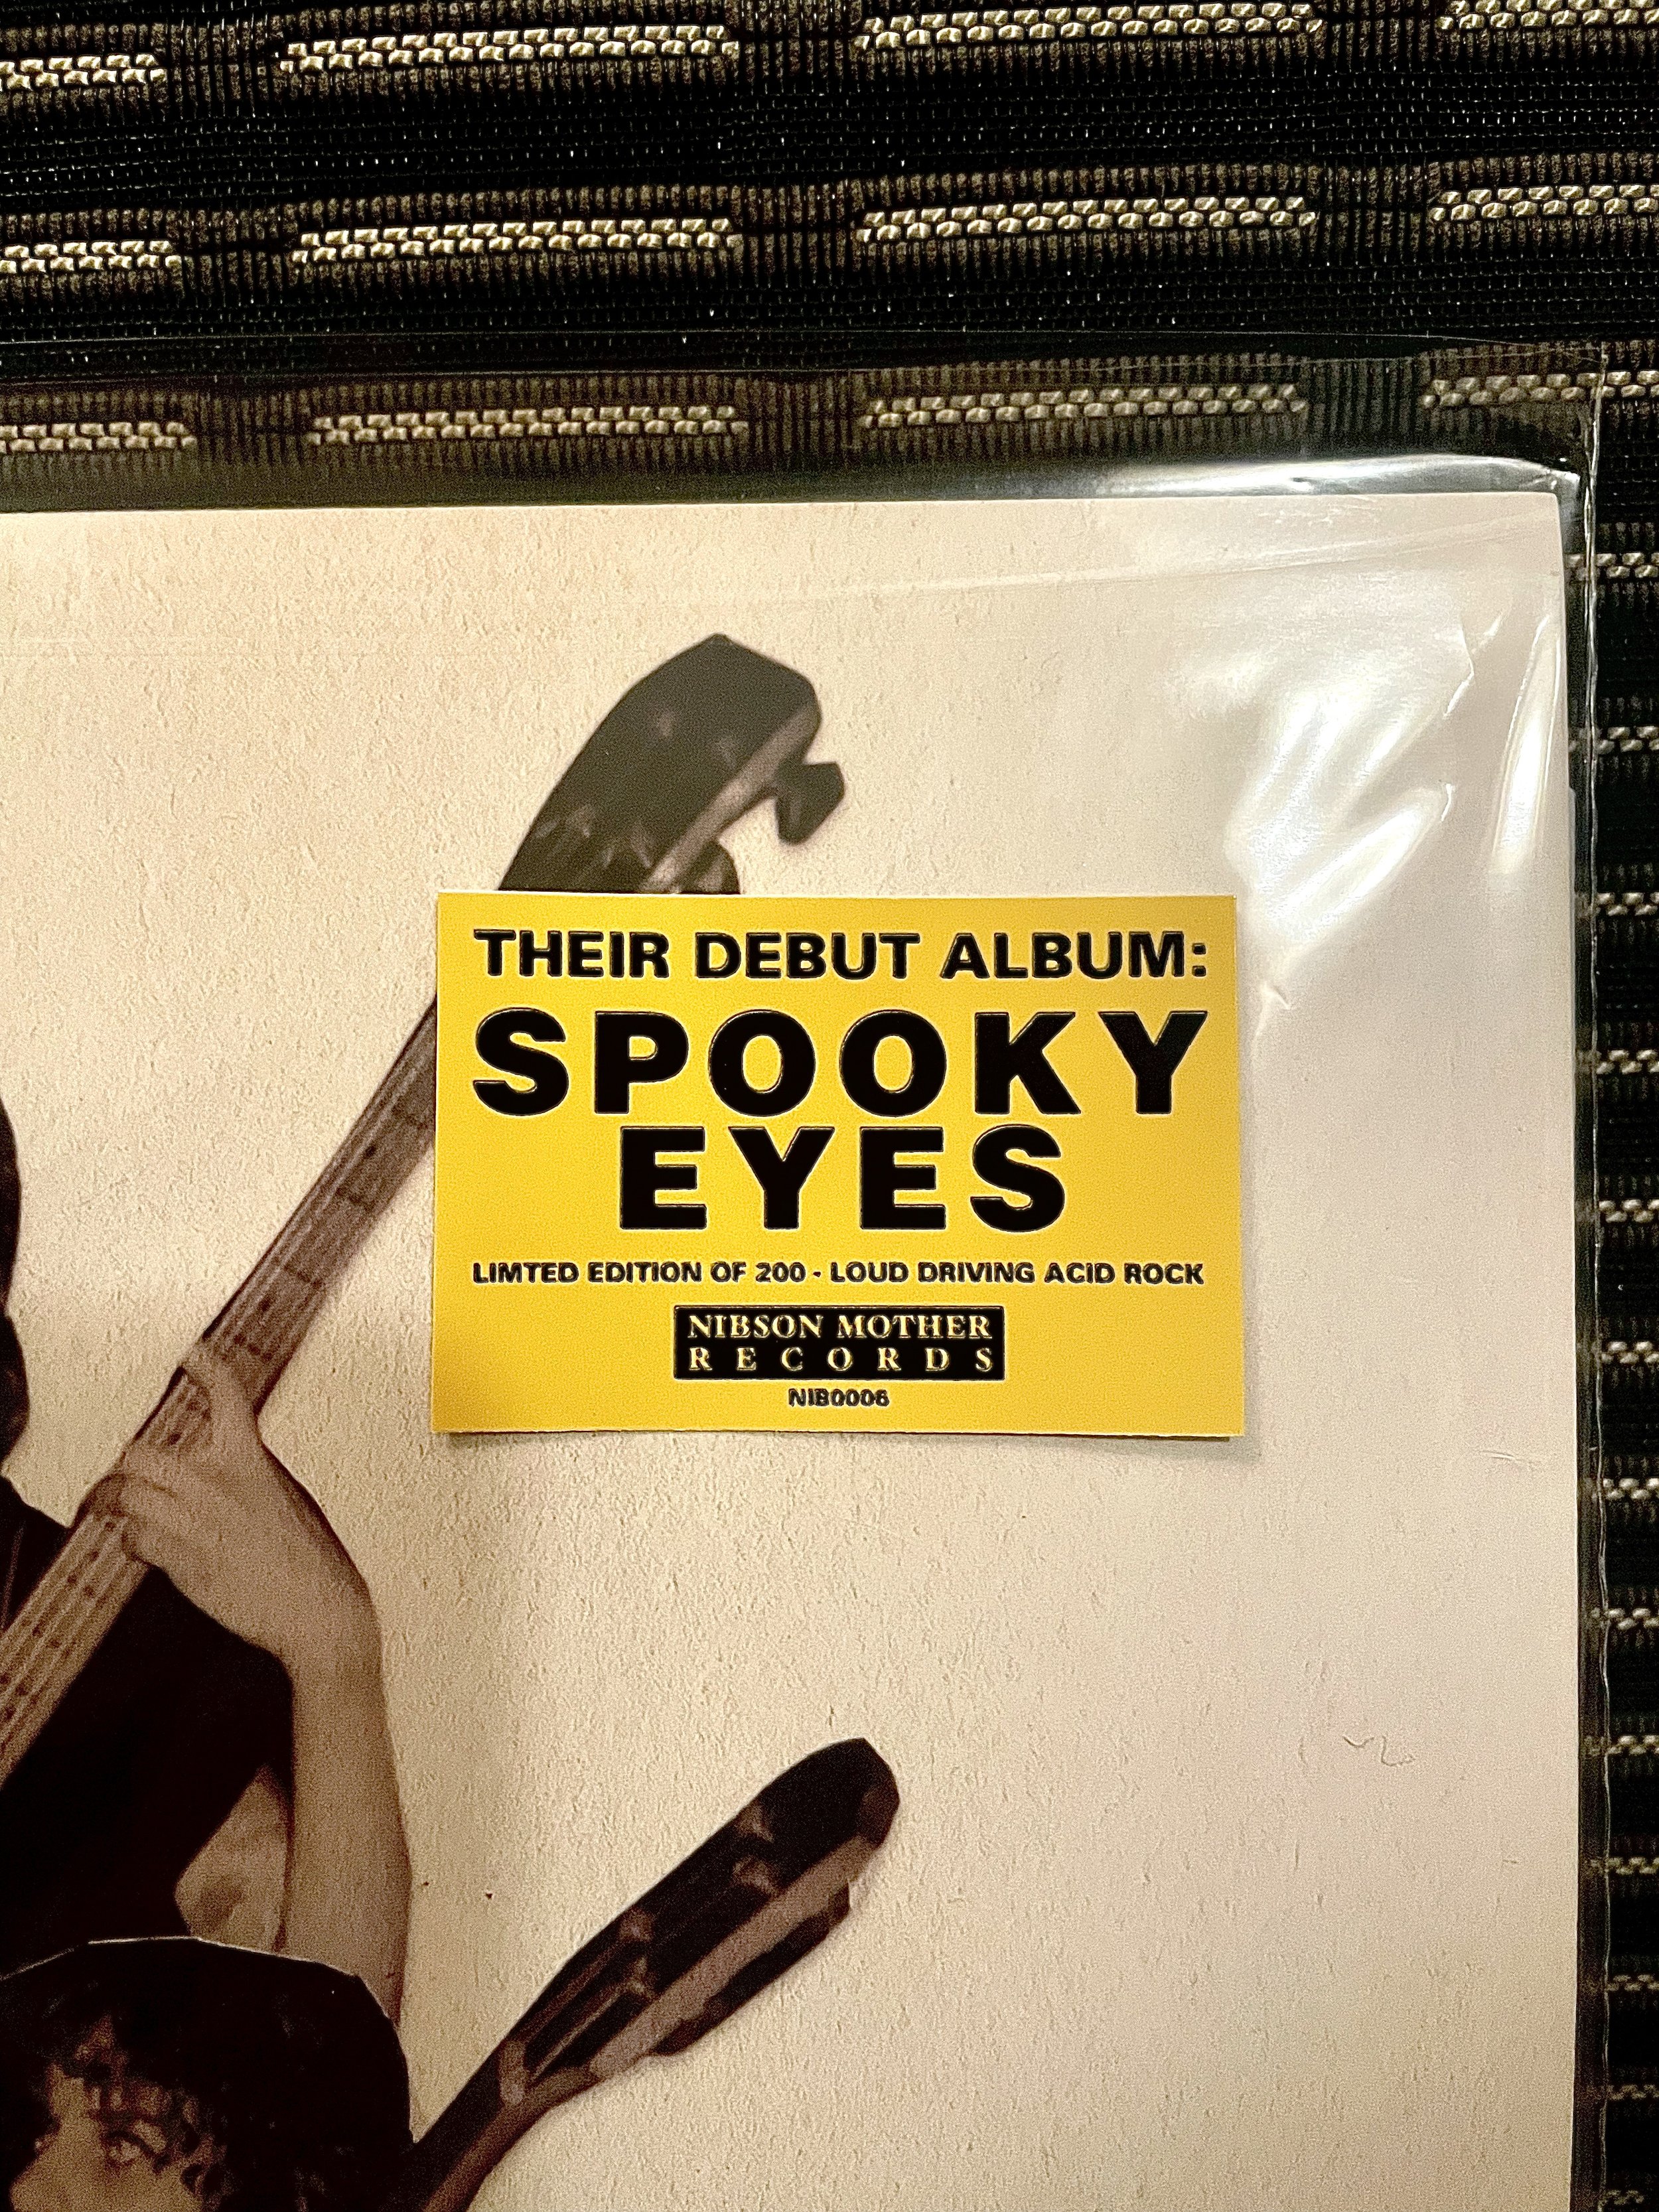 THEIR DEBUT ALBUM:
SPOOKY
EYES
LIMTED EDITION OF 200 · LOUD DRIVING ACID ROCK
NIBSON MOTHER
RECORDS
NIB0006